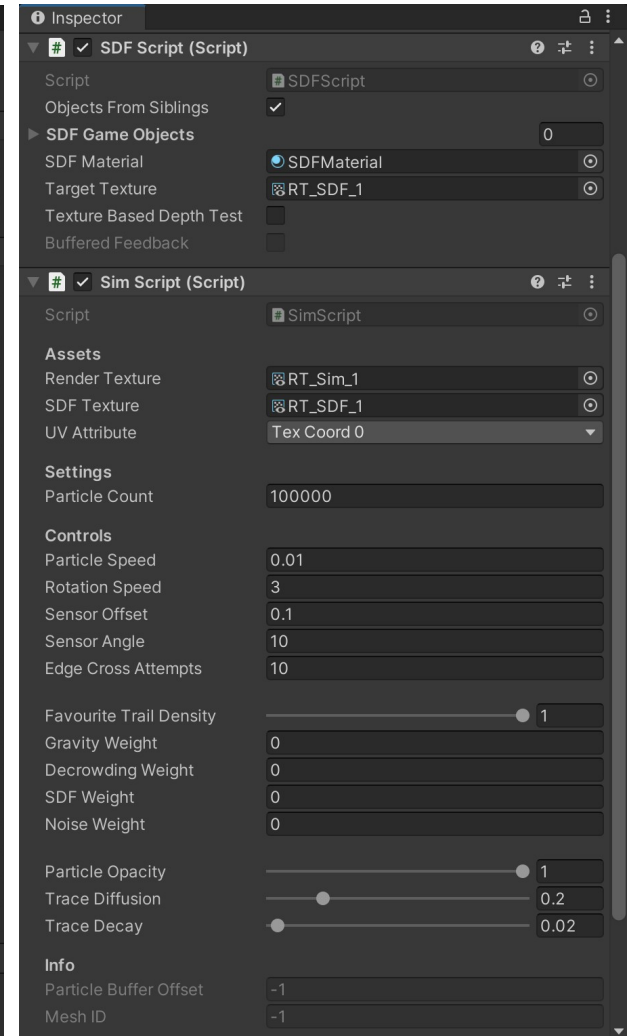 Inspector
# SDF Script (Script)
Script # SDFScript
Objects From Siblings
SDF Game Objects 0
SDF Material SDFMaterial
Target Texture RT_SDF_1
Texture Based Depth Test
Buffered Feedback
# Sim Script (Script)
Script # SimScript
Assets
Render Texture RT_Sim_1
SDF Texture RT_SDF_1
UV Attribute Tex Coord 0
Settings
Particle Count 100000
Controls
Particle Speed 0.01
Rotation Speed 3
Sensor Offset 0.1
Sensor Angle 10
Edge Cross Attempts 10
Favourite Trail Density 1
Gravity Weight 0
Decrowding Weight 0
SDF Weight 0
Noise Weight 0
Particle Opacity 1
Trace Diffusion 0.2
Trace Decay 0.02
Info
Particle Buffer Offset -1
Mesh ID -1